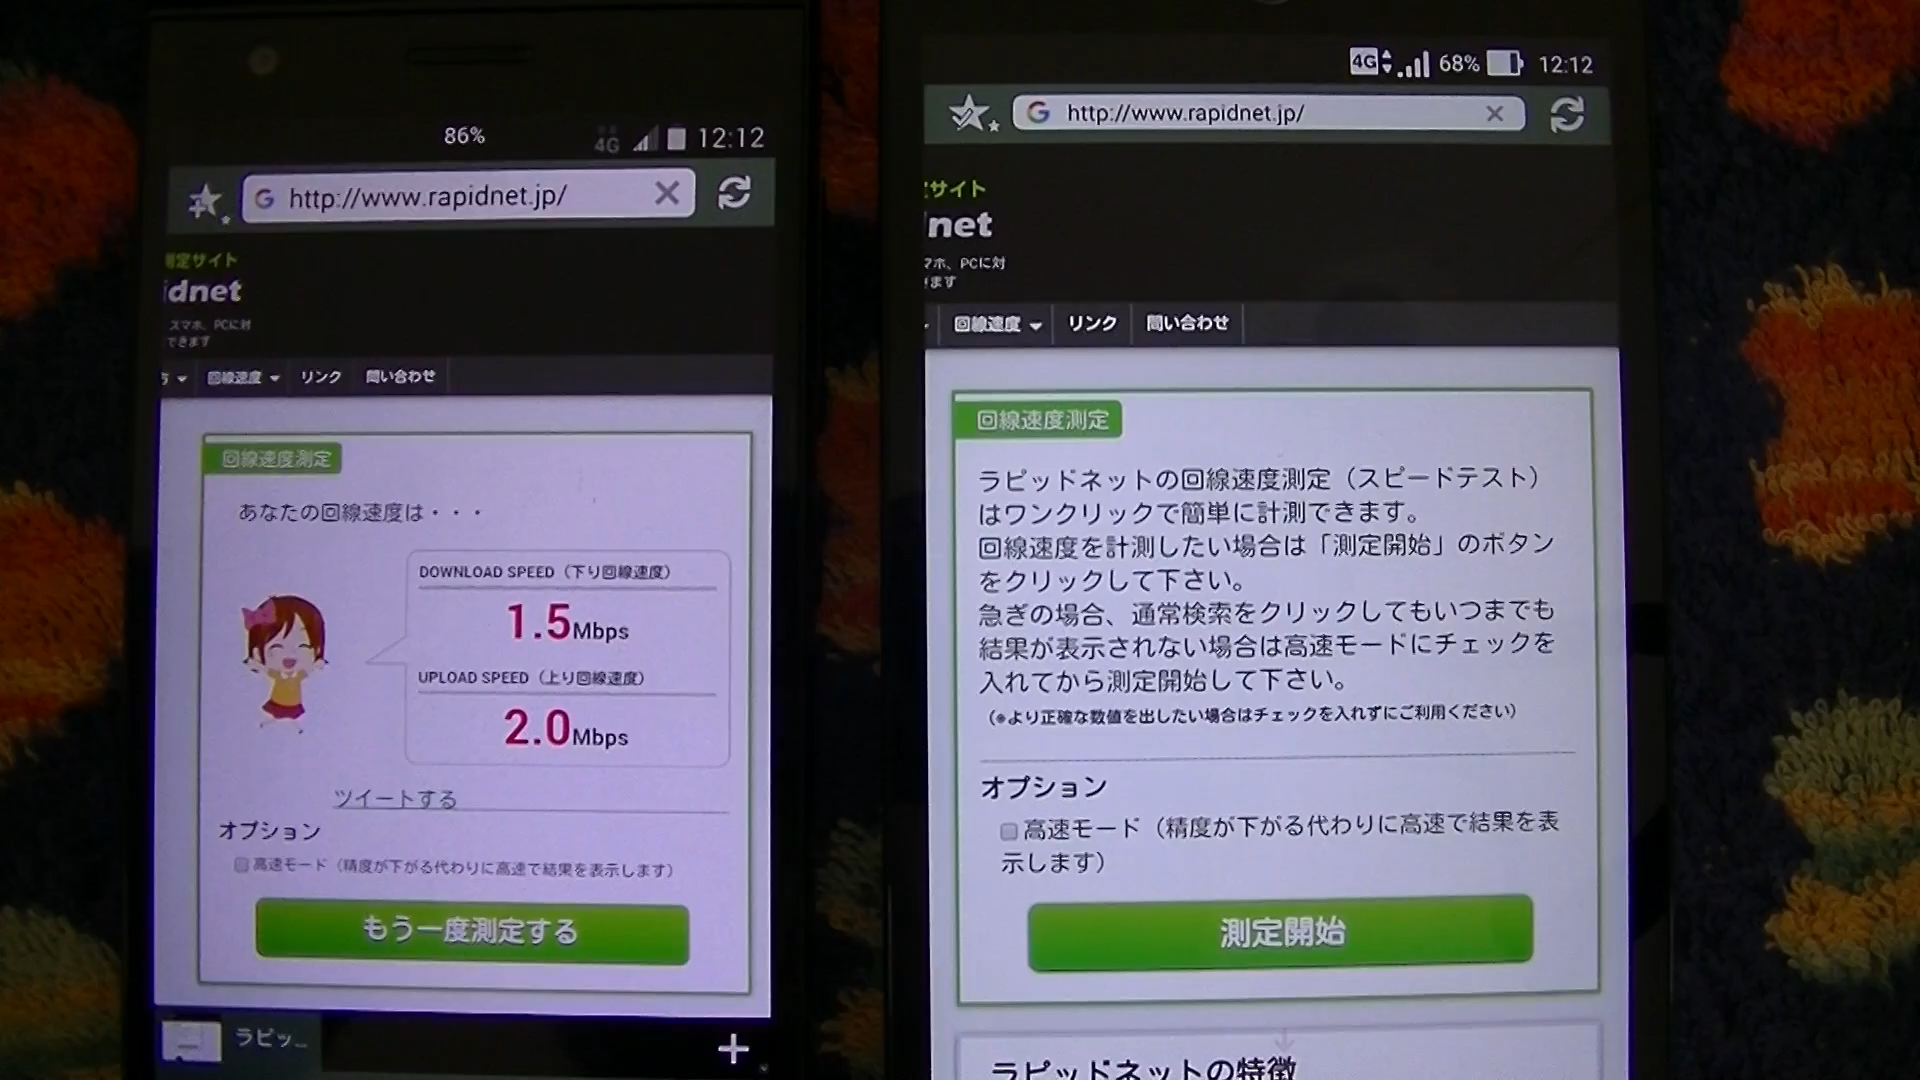 86%
4G
12:12
http://www.rapidnet.jp/
測定サイト
idnet
スマホ、PCに対
できます
回線速度
リンク
問い合わせ
回線速度測定
あなたの回線速度は・・・
DOWNLOAD SPEED（下り回線速度）
1.5Mbps
UPLOAD SPEED（上り回線速度）
2.0Mbps
ツイートする
オプション
高速モード（精度が下がる代わりに高速で結果を表示します）
もう一度測定する
ラピッ...
4G
68%
12:12
http://www.rapidnet.jp/
サイト
net
マホ、PCに対
きます
回線速度
リンク
問い合わせ
回線速度測定
ラピッドネットの回線速度測定（スピードテスト）
はワンクリックで簡単に計測できます。
回線速度を計測したい場合は「測定開始」のボタン
をクリックして下さい。
急ぎの場合、通常検索をクリックしてもいつまでも
結果が表示されない場合は高速モードにチェックを
入れてから測定開始して下さい。
（※より正確な数値を出したい場合はチェックを入れずにご利用ください）
オプション
高速モード（精度が下がる代わりに高速で結果を表
示します）
測定開始
ラピッドネットの特徴